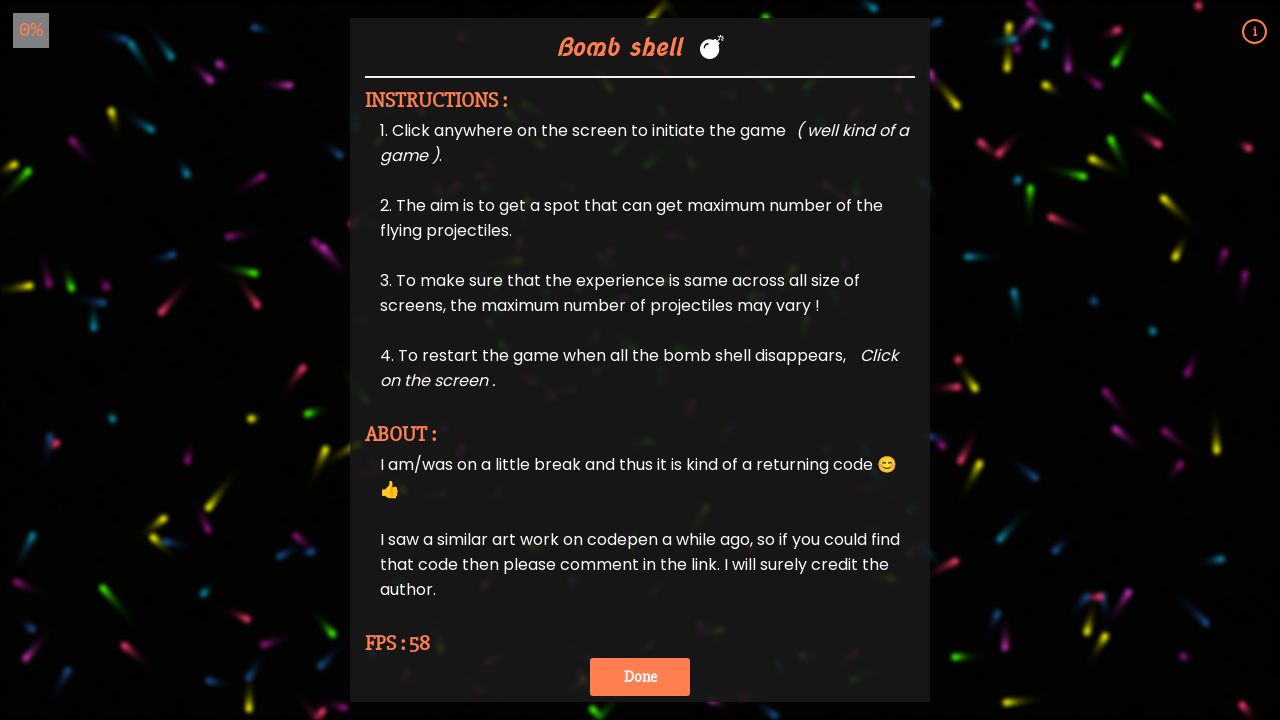 0%
Bomb shell 💣
i
INSTRUCTIONS :
1. Click anywhere on the screen to initiate the game ( well kind of a
game ).
2. The aim is to get a spot that can get maximum number of the
flying projectiles.
3. To make sure that the experience is same across all size of
screens, the maximum number of projectiles may vary !
4. To restart the game when all the bomb shell disappears, Click
on the screen .
ABOUT :
I am/was on a little break and thus it is kind of a returning code 😊
👍
I saw a similar art work on codepen a while ago, so if you could find
that code then please comment in the link. I will surely credit the
author.
FPS : 58
Done